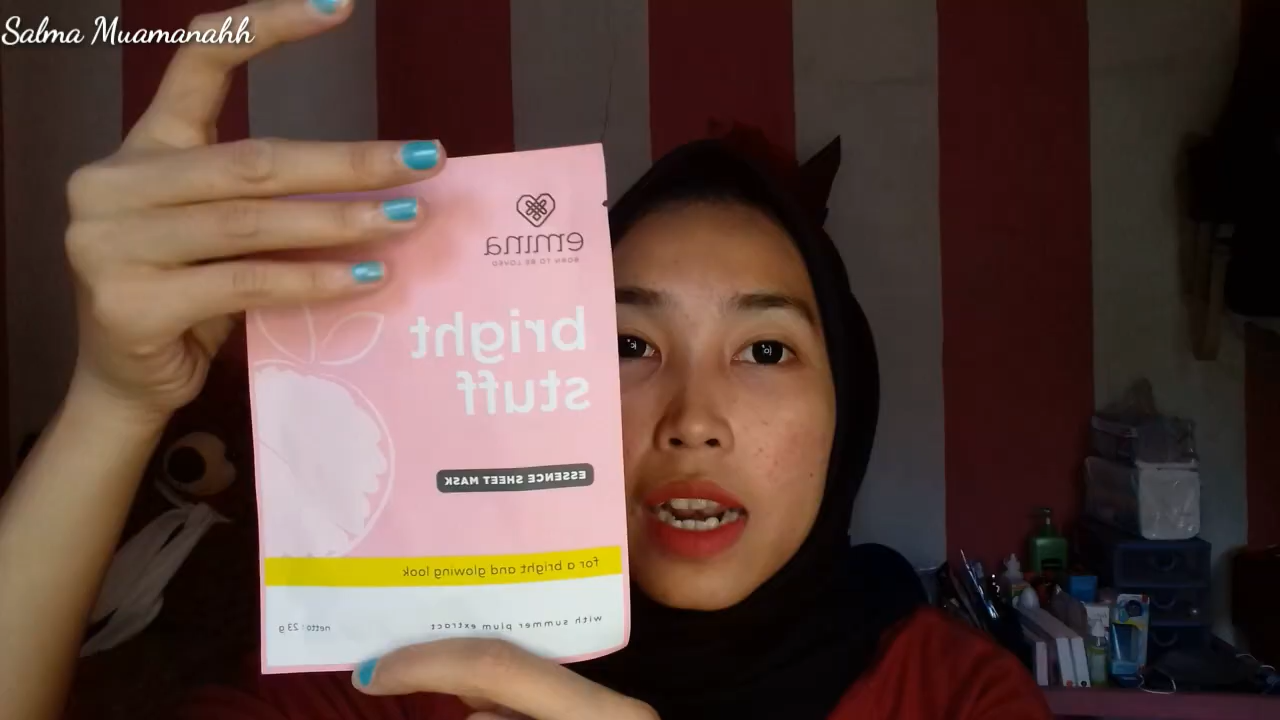 Salma Muamanahh
emina
BORN TO BE LOVED
bright
stuff
ESSENCE SHEET MASK
for a bright and glowing look
with summer plum extract
netto : 23 g